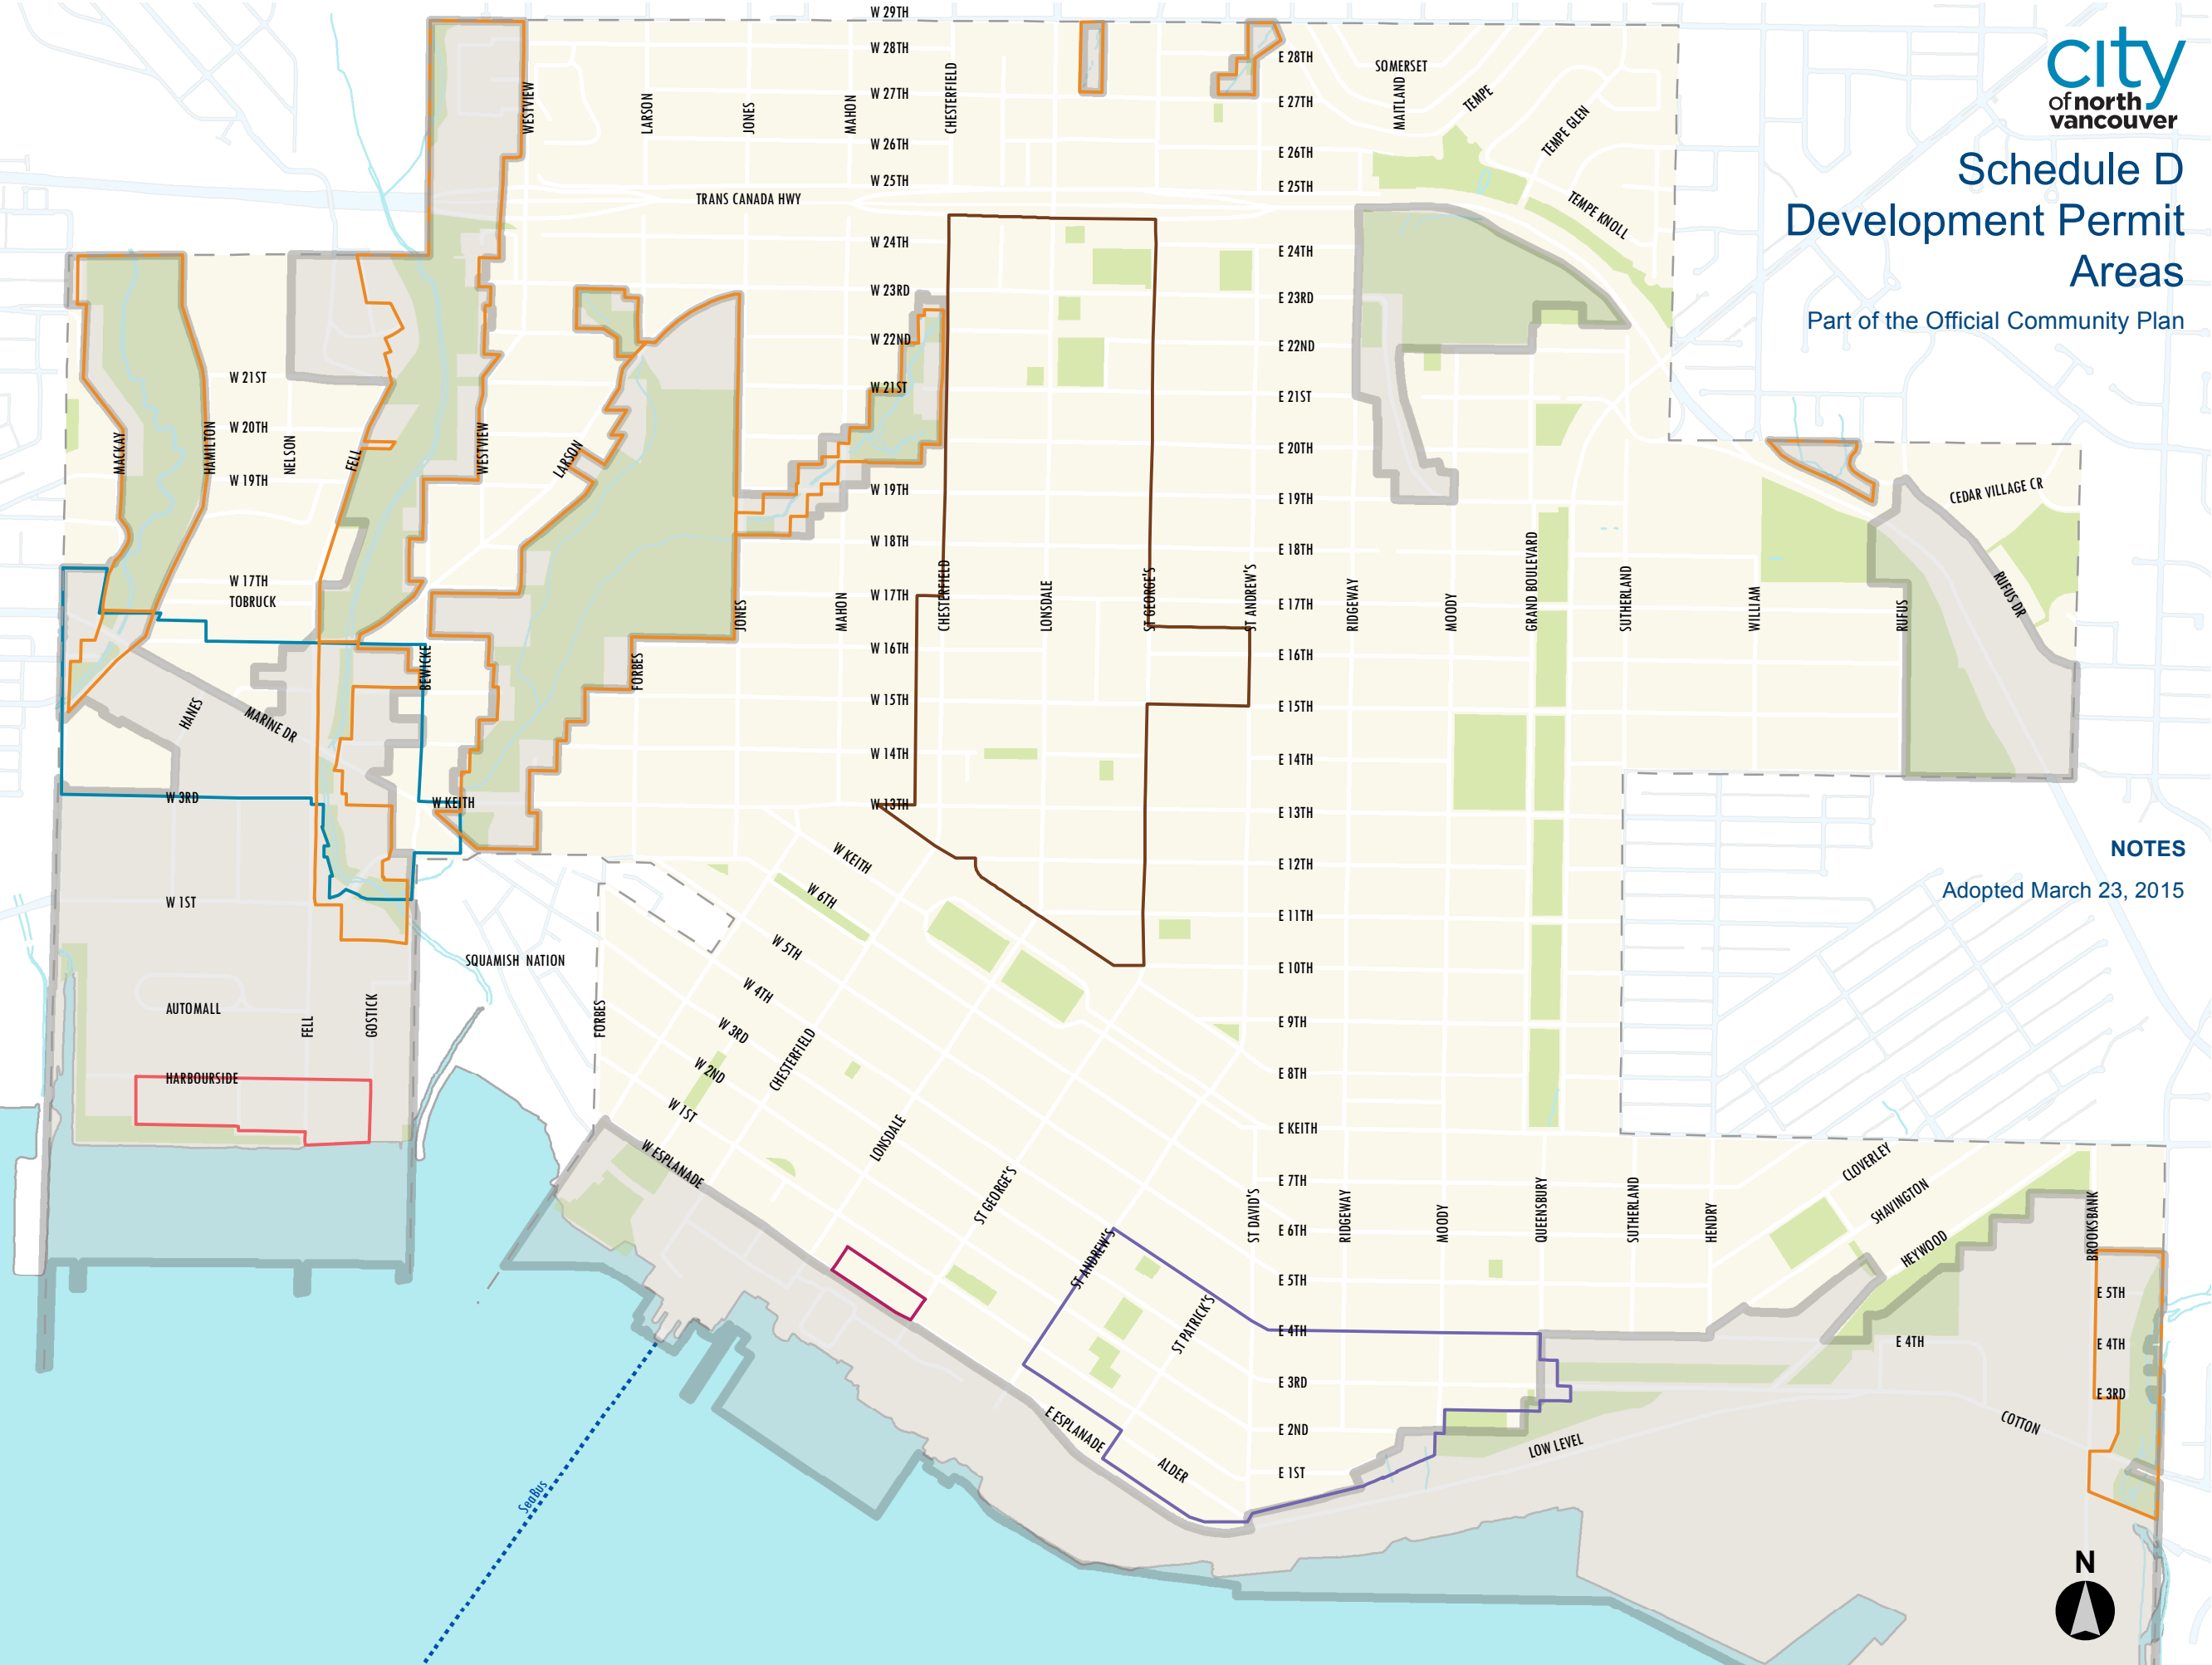 city
of north
vancouver
Schedule D
Development Permit
Areas
Part of the Official Community Plan
NOTES
Adopted March 23, 2015
W 29TH
W 28TH
W 27TH
W 26TH
W 25TH
TRANS CANADA HWY
W 24TH
W 23RD
W 22ND
W 21ST
W 19TH
W 18TH
W 17TH
W 16TH
W 15TH
W 14TH
W 13TH
E 28TH
E 27TH
E 26TH
E 25TH
E 24TH
E 23RD
E 22ND
E 21ST
E 20TH
E 19TH
E 18TH
E 17TH
E 16TH
E 15TH
E 14TH
E 13TH
E 12TH
E 11TH
E 10TH
E 9TH
E 8TH
E KEITH
E 7TH
E 6TH
E 5TH
E 4TH
E 3RD
E 2ND
E 1ST
WESTVIEW
LARSON
JONES
MAHON
CHESTERFIELD
SOMERSET
MAITLAND
TEMPE
TEMPE GLEN
TEMPE KNOLL
W 21ST
W 20TH
W 19TH
W 17TH
TOBRUCK
MACKAY
HAMILTON
NELSON
FELL
WESTVIEW
LARSON
JONES
MAHON
CHESTERFIELD
LONSDALE
ST GEORGE'S
ST ANDREW'S
RIDGEWAY
MOODY
GRAND BOULEVARD
SUTHERLAND
WILLIAM
RUFUS
RUFUS DR
CEDAR VILLAGE CR
BEWICKE
FORBES
HANES
MARINE DR
W 3RD
W KEITH
W 1ST
AUTOMALL
HARBOURSIDE
FELL
GOSTICK
SQUAMISH NATION
FORBES
W KEITH
W 6TH
W 5TH
W 4TH
W 3RD
W 2ND
W 1ST
W ESPLANADE
CHESTERFIELD
LONSDALE
ST GEORGE'S
ST ANDREW'S
ST PATRICK'S
ST DAVID'S
RIDGEWAY
MOODY
QUEENSBURY
SUTHERLAND
HENDRY
CLOVERLEY
SHAVINGTON
HEYWOOD
BROOKSBANK
E 5TH
E 4TH
E 4TH
E 3RD
COTTON
LOW LEVEL
E ESPLANADE
ALDER
SeaBus
N